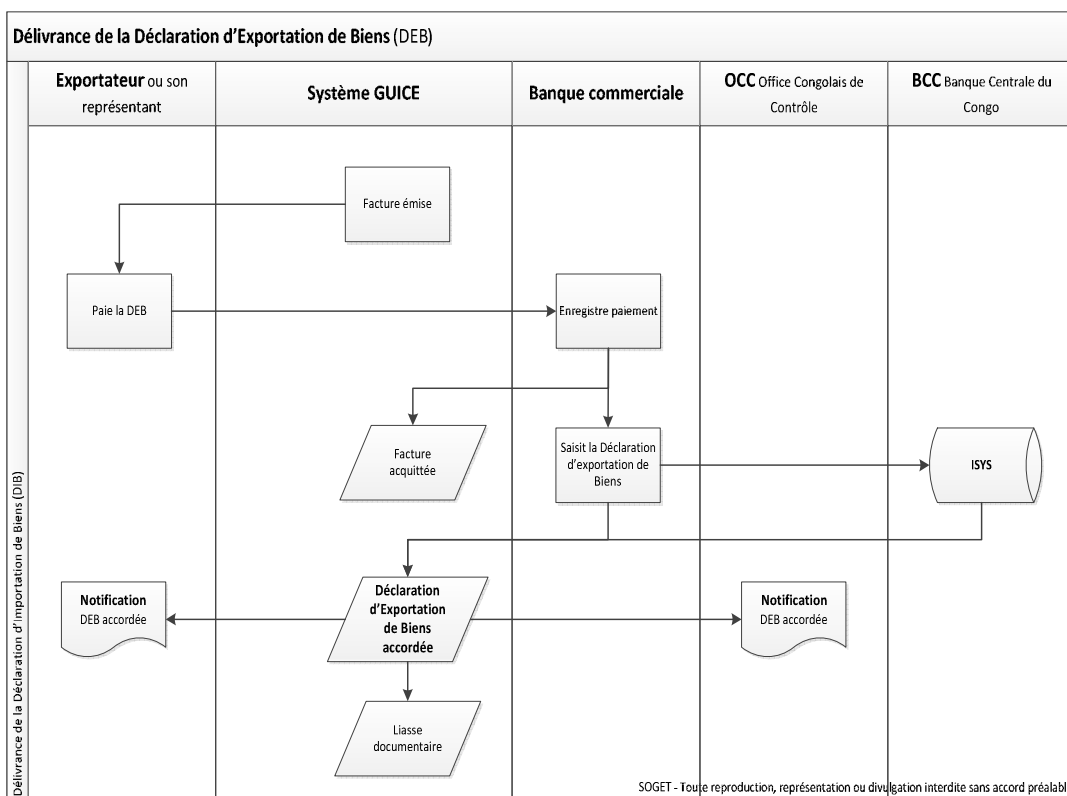 Délivrance de la Déclaration d'Exportation de Biens (DEB)
Exportateur ou son
représentant
Système GUICE
Banque commerciale
OCC Office Congolais de
Contrôle
BCC Banque Centrale du
Congo
Facture émise
Paie la DEB
Enregistre paiement
Facture
acquittée
Saisit la Déclaration
d'exportation de
Biens
ISYS
Notification
DEB accordée
Déclaration
d'Exportation
de Biens
accordée
Notification
DEB accordée
Liasse
documentaire
Délivrance de la Déclaration d'Importation de Biens (DIB)
SOGET - Toute reproduction, représentation ou divulgation interdite sans accord préalabl